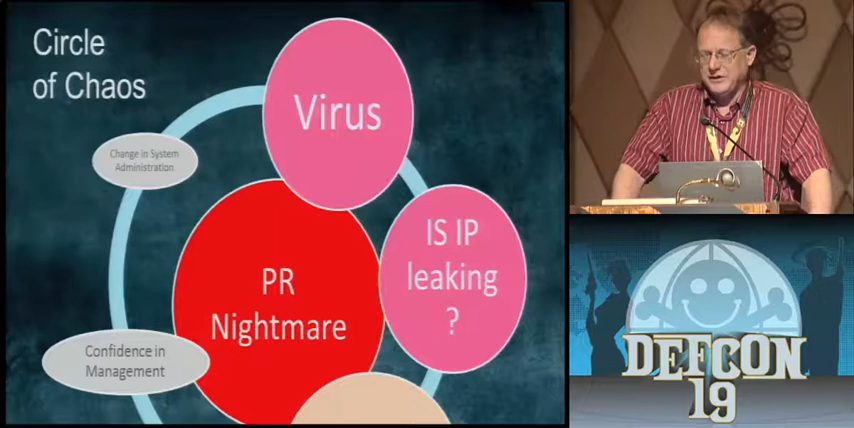 Circle
of Chaos
Virus
Change in System
Administration
IS IP
leaking
?
PR
Nightmare
Confidence in
Management
DEFCON
19